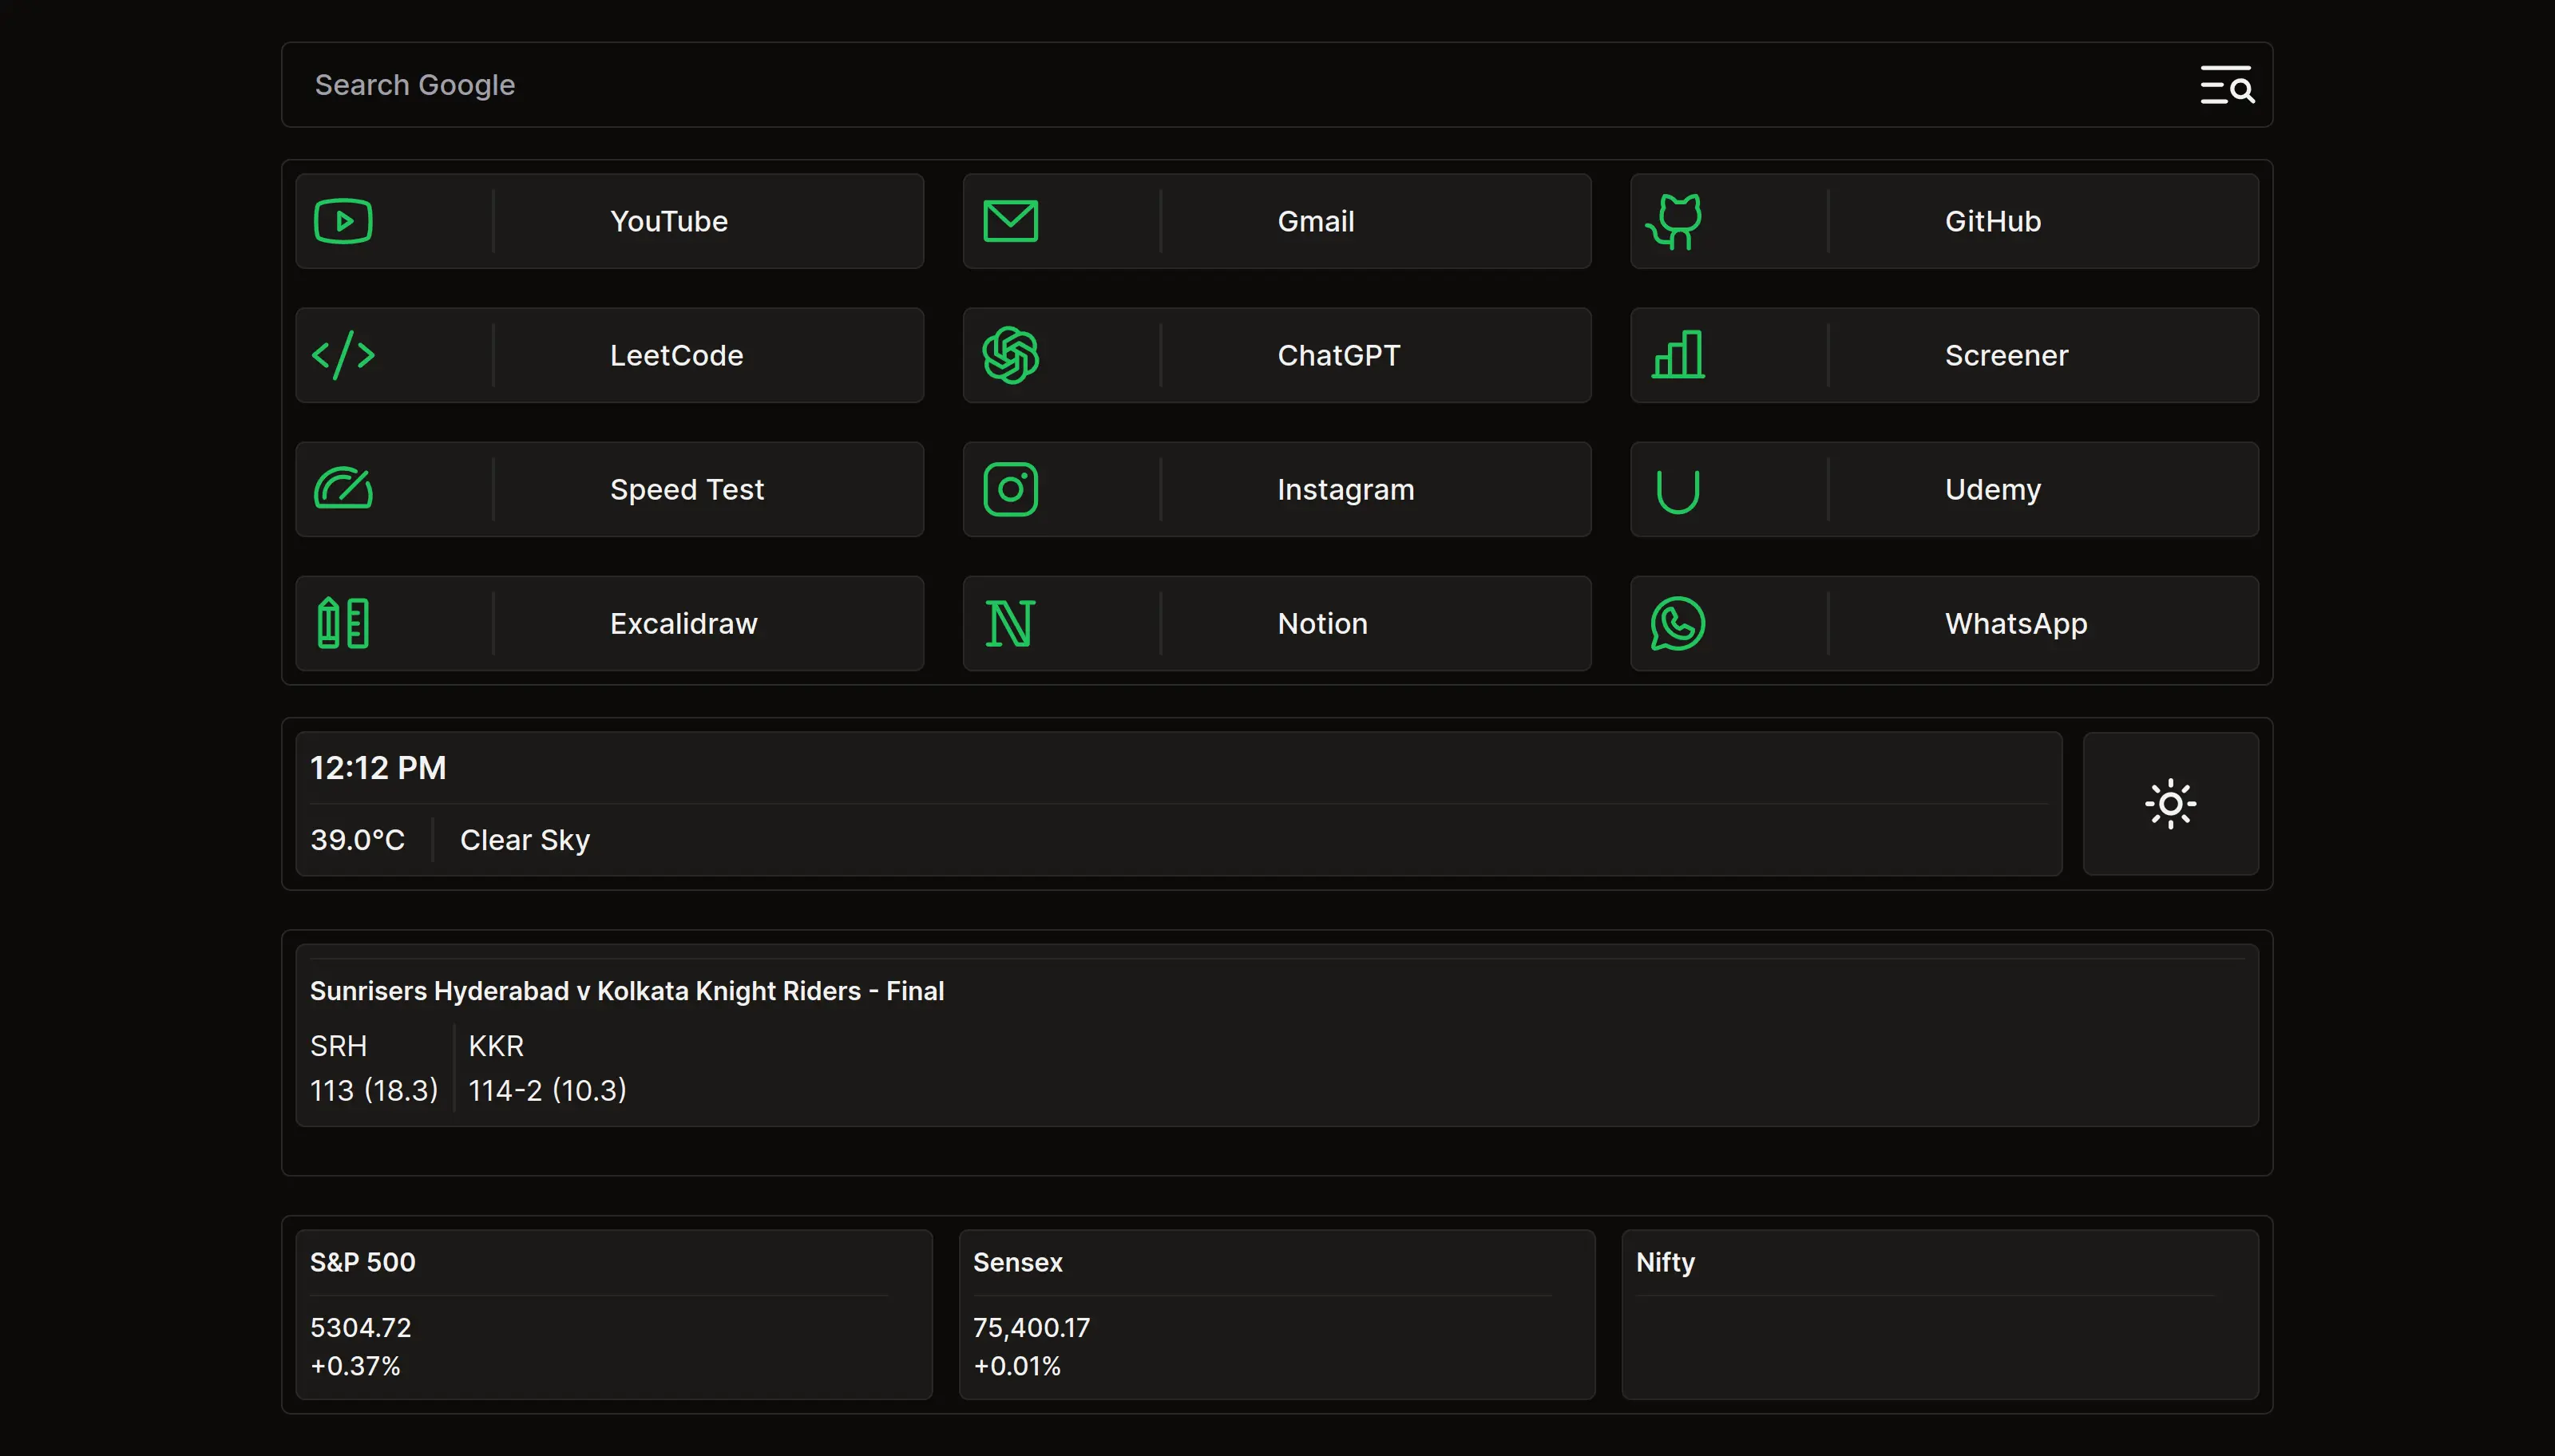 Search Google
YouTube
Gmail
GitHub
LeetCode
ChatGPT
Screener
Speed Test
Instagram
Udemy
Excalidraw
Notion
WhatsApp
12:12 PM
39.0°C
Clear Sky
Sunrisers Hyderabad v Kolkata Knight Riders - Final
SRH
113 (18.3)
KKR
114-2 (10.3)
S&P 500
5304.72
+0.37%
Sensex
75,400.17
+0.01%
Nifty